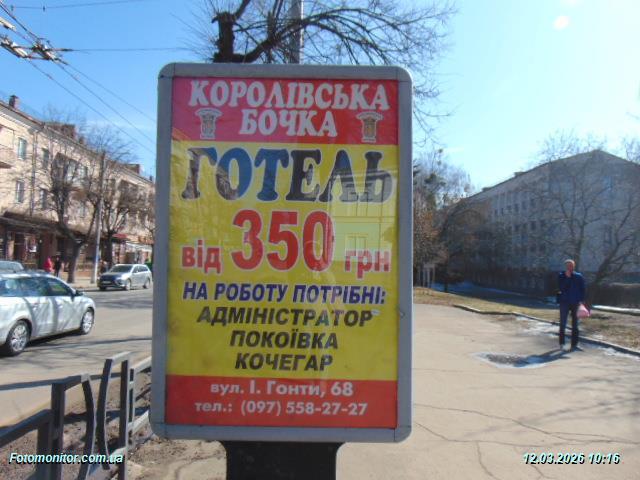 КОРОЛІВСЬКА
БОЧКА
ГОТЕЛЬ
від 350 грн
НА РОБОТУ ПОТРІБНІ:
АДМІНІСТРАТОР
ПОКОЇВКА
КОЧЕГАР
вул. І. Гонти, 68
тел.: (097) 558-27-27
Fotomonitor.com.ua
12.03.2026 10:16